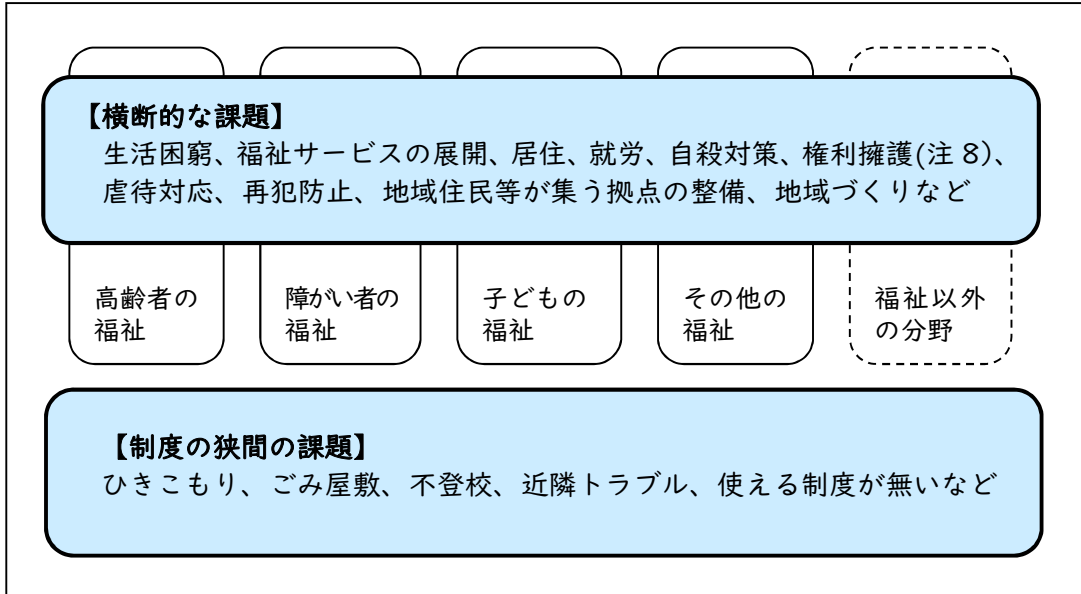 【横断的な課題】
生活困窮、福祉サービスの展開、居住、就労、自殺対策、権利擁護(注 8)、
虐待対応、再犯防止、地域住民等が集う拠点の整備、地域づくりなど
高齢者の
福祉
障がい者の
福祉
子どもの
福祉
その他の
福祉
福祉以外
の分野
【制度の狭間の課題】
ひきこもり、ごみ屋敷、不登校、近隣トラブル、使える制度が無いなど